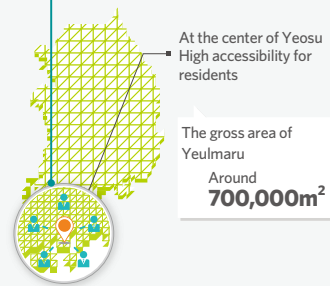 At the center of Yeosu
High accessibility for
residents
The gross area of
Yeulmaru
Around
700,000m²